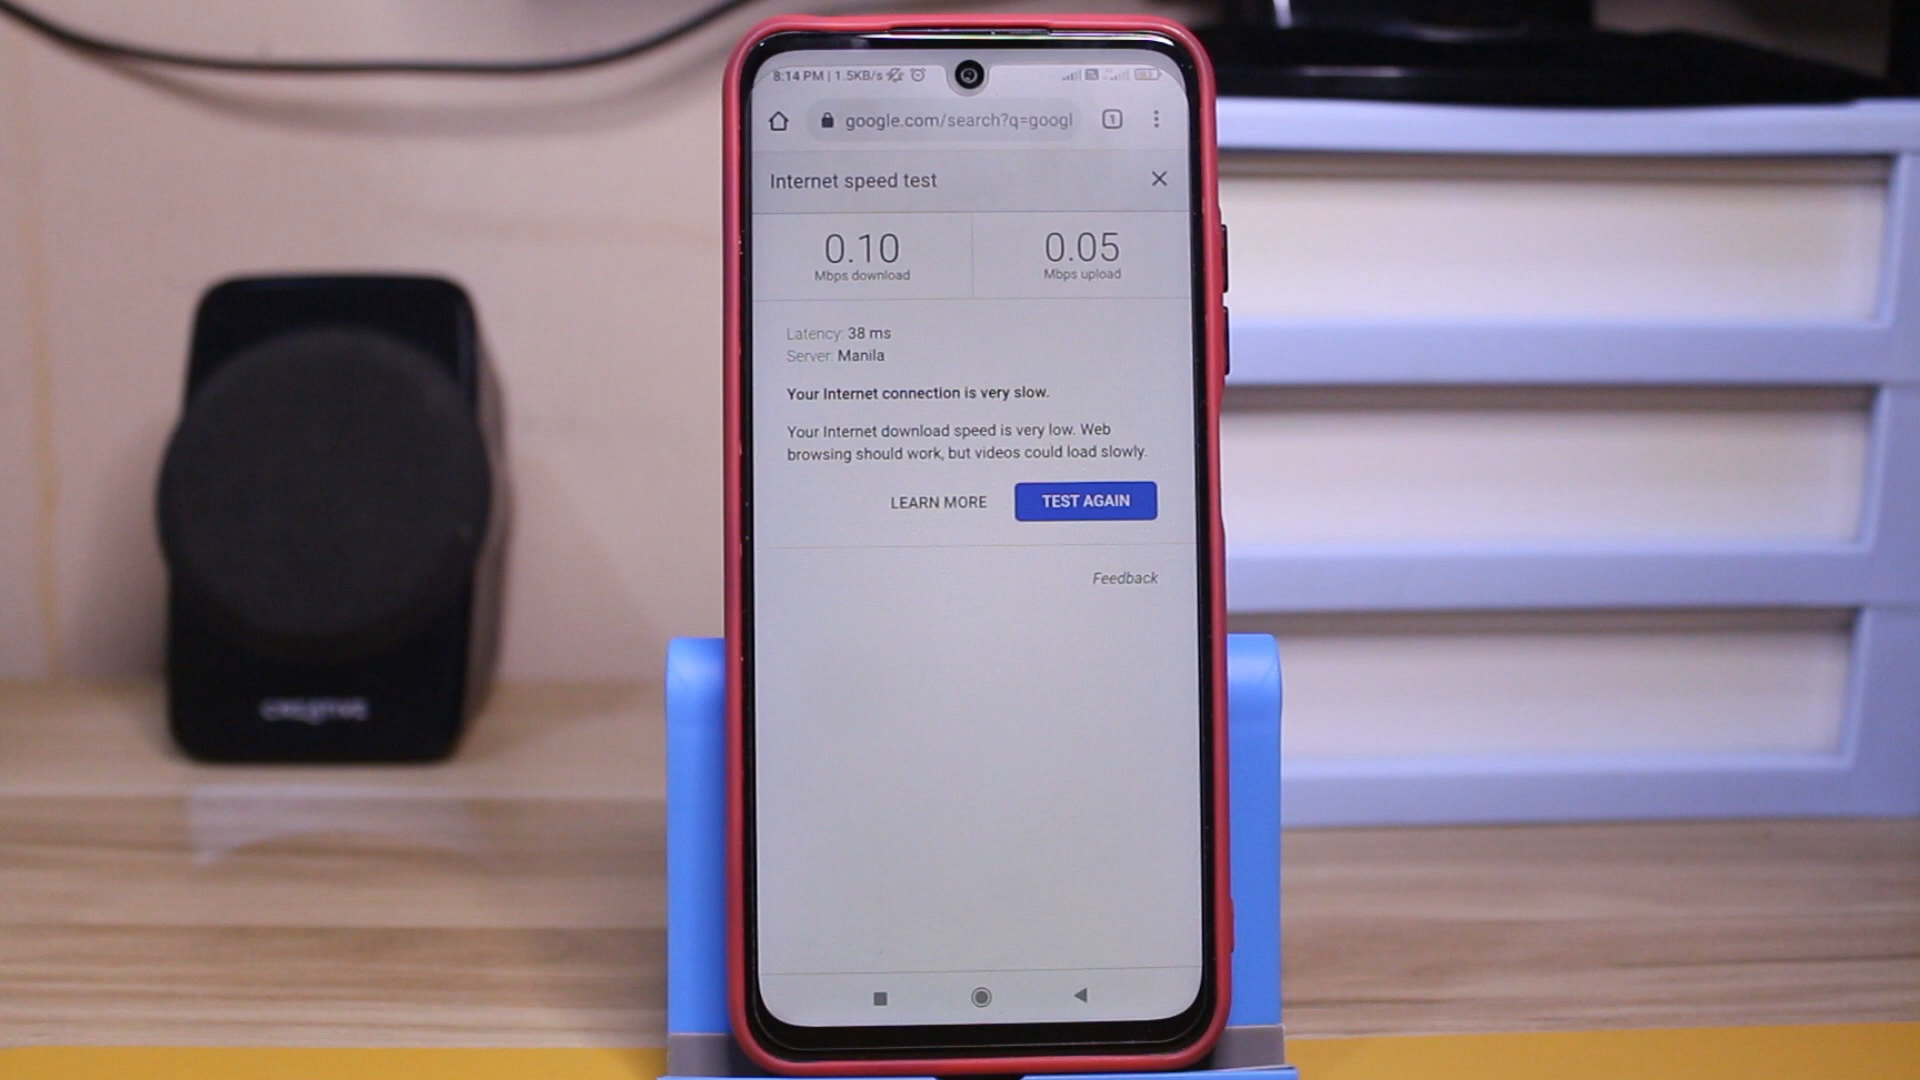 8:14 PM | 1.5KB/s
google.com/search?q=googl
1
Internet speed test
0.10
Mbps download
0.05
Mbps upload
Latency: 38 ms
Server: Manila
Your Internet connection is very slow.
Your Internet download speed is very low. Web
browsing should work, but videos could load slowly.
LEARN MORE
TEST AGAIN
Feedback
CREATIVE